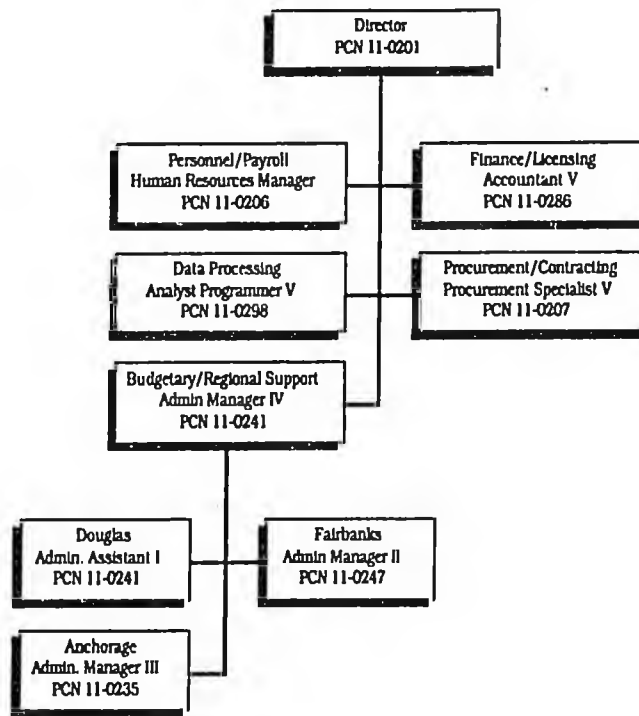 Director
PCN 11-0201
Personnel/Payroll
Human Resources Manager
PCN 11-0206
Finance/Licensing
Accountant V
PCN 11-0286
Data Processing
Analyst Programmer V
PCN 11-0298
Procurement/Contracting
Procurement Specialist V
PCN 11-0207
Budgetary/Regional Support
Admin Manager IV
PCN 11-0241
Douglas
Admin. Assistant I
PCN 11-0241
Fairbanks
Admin Manager II
PCN 11-0247
Anchorage
Admin. Manager III
PCN 11-0235